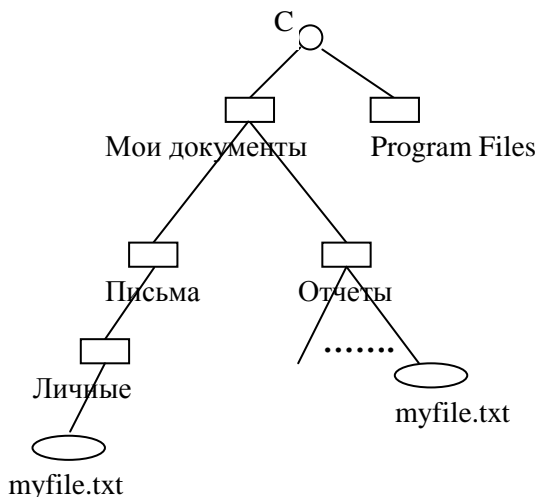 С
Мои документы
Program Files
Письма
Отчеты
Личные
myfile.txt
myfile.txt